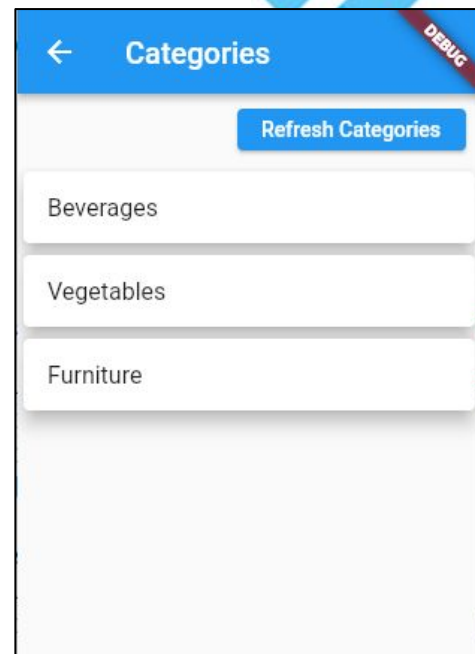 Categories
DEBUG
Refresh Categories
Beverages
Vegetables
Furniture